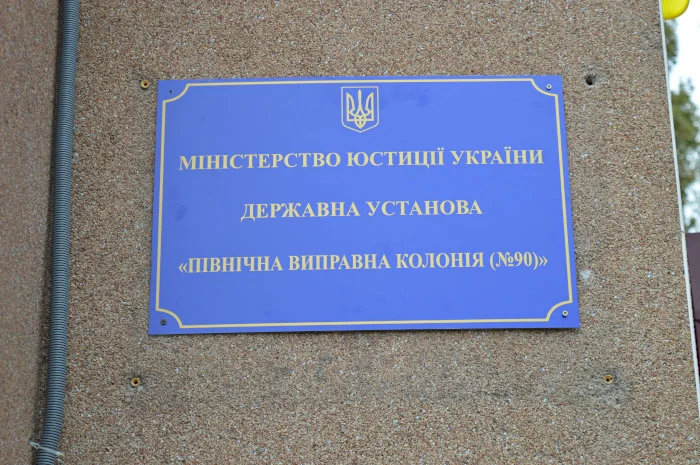 МІНІСТЕРСТВО ЮСТИЦІЇ УКРАЇНИ
ДЕРЖАВНА УСТАНОВА
«ПІВНІЧНА ВИПРАВНА КОЛОНІЯ (№90)»